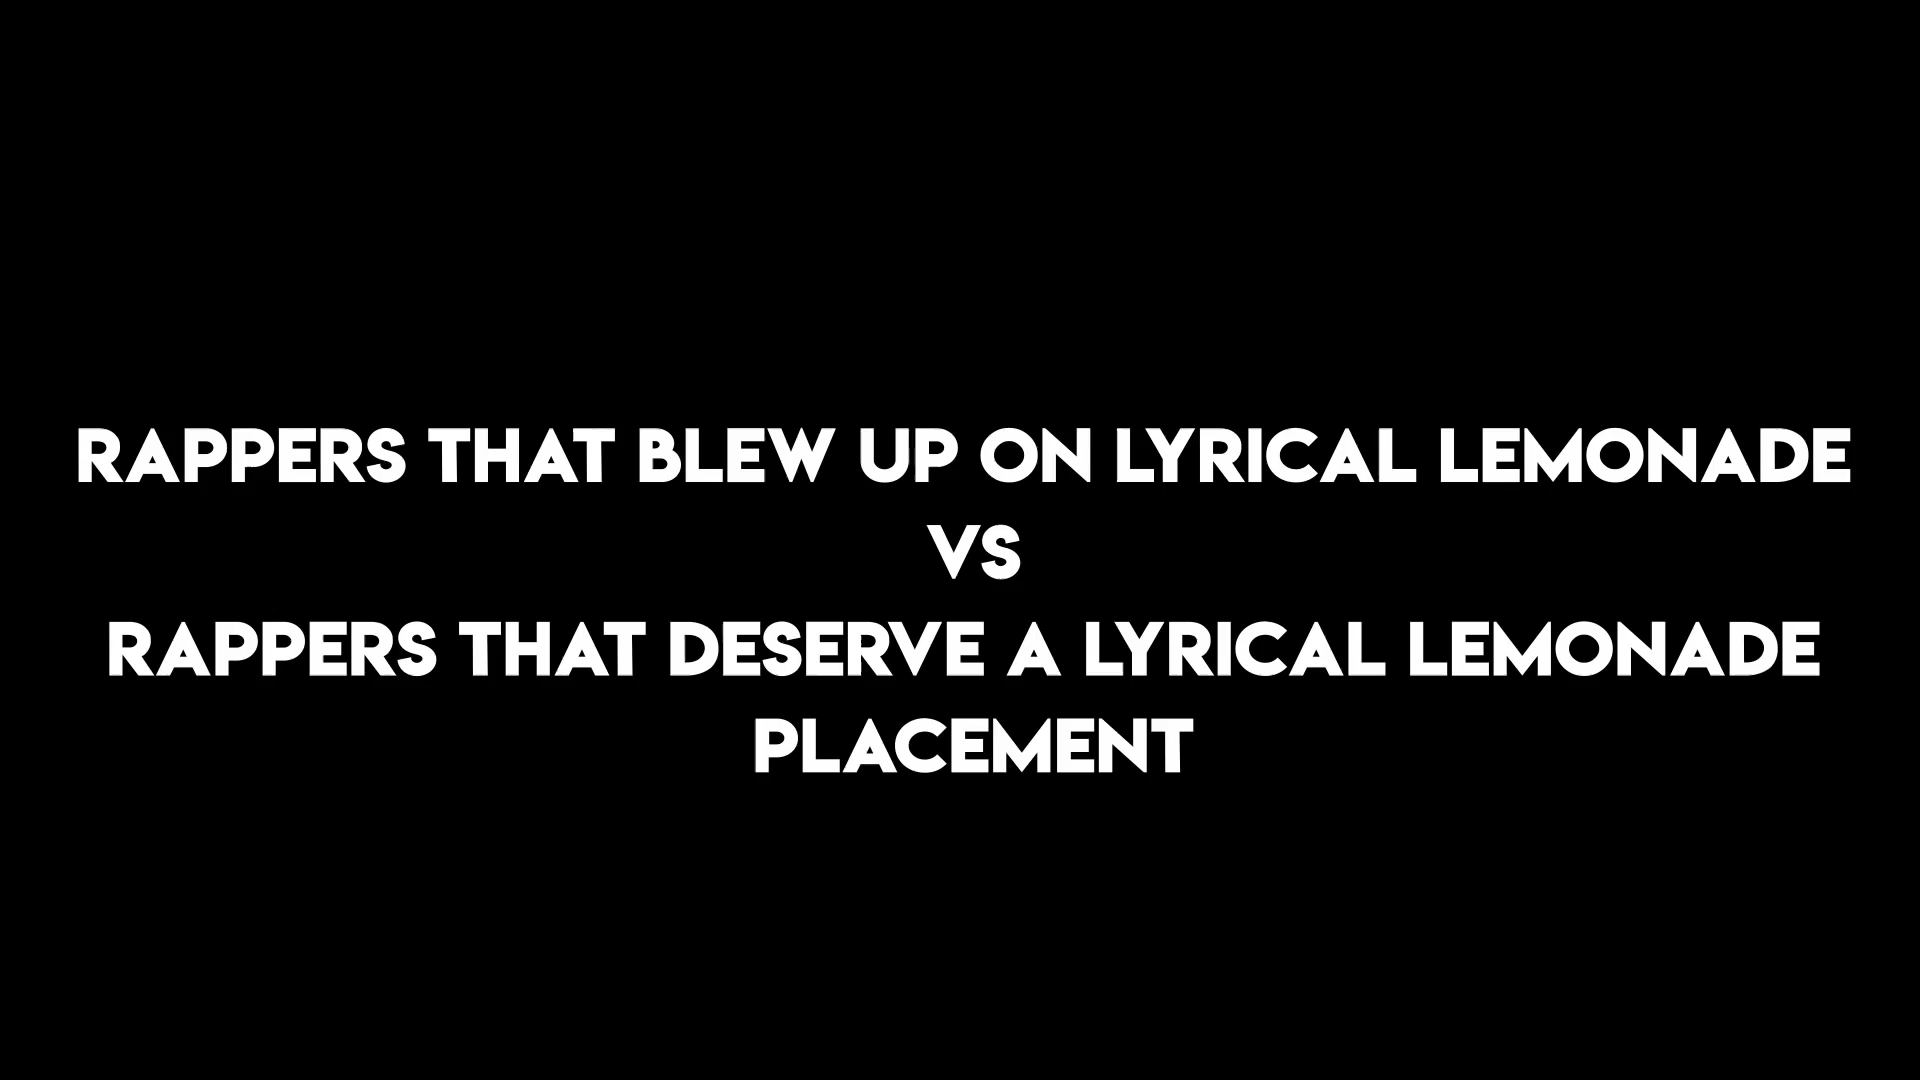 RAPPERS THAT BLEW UP ON LYRICAL LEMONADE
VS
RAPPERS THAT DESERVE A LYRICAL LEMONADE
PLACEMENT